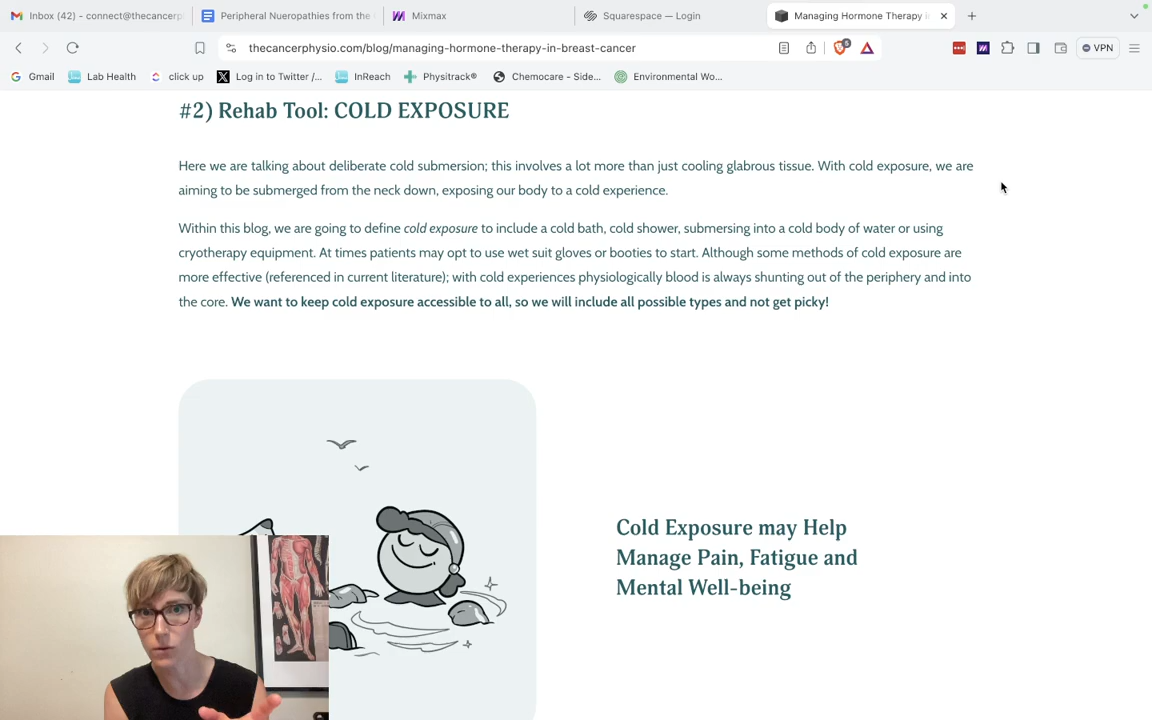 Inbox (42) - connect@thecancerp
Peripheral Nueropathies from the
Mixmax
Squarespace — Login
Managing Hormone Therapy i
thecancerphysio.com/blog/managing-hormone-therapy-in-breast-cancer
5
VPN
Gmail
Lab Health
click up
Log in to Twitter /...
InReach
Physitrack®
Chemocare - Side...
Environmental Wo...
#2) Rehab Tool: COLD EXPOSURE
Here we are talking about deliberate cold submersion; this involves a lot more than just cooling glabrous tissue. With cold exposure, we are
aiming to be submerged from the neck down, exposing our body to a cold experience.
Within this blog, we are going to define cold exposure to include a cold bath, cold shower, submersing into a cold body of water or using
cryotherapy equipment. At times patients may opt to use wet suit gloves or booties to start. Although some methods of cold exposure are
more effective (referenced in current literature); with cold experiences physiologically blood is always shunting out of the periphery and into
the core. We want to keep cold exposure accessible to all, so we will include all possible types and not get picky!
Cold Exposure may Help
Manage Pain, Fatigue and
Mental Well-being